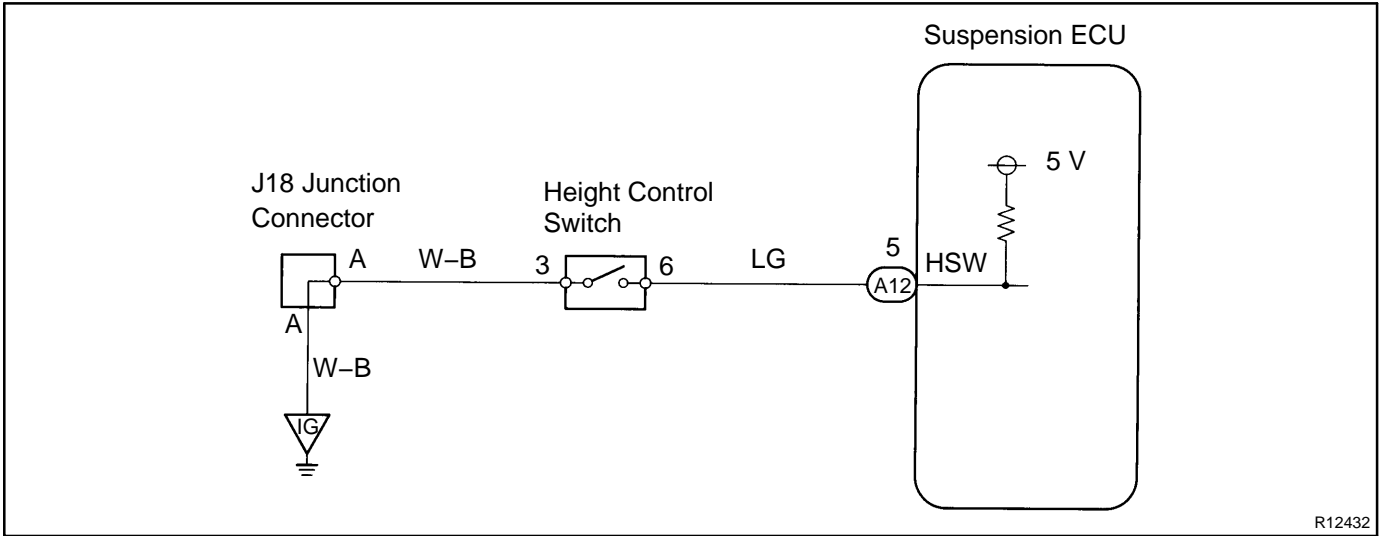 Suspension ECU
5 V
J18 Junction
Connector
Height Control
Switch
A
W–B
3
6
LG
5
A12
HSW
A
W–B
IG
R12432